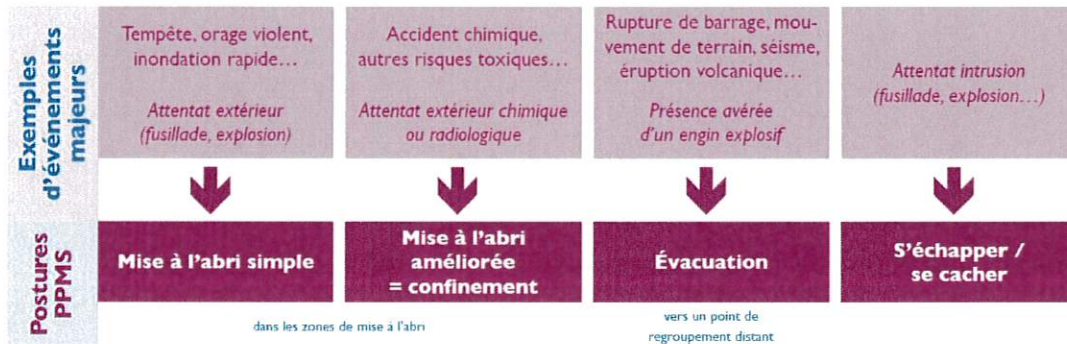 Exemples
d'événements
majeurs
Tempête, orage violent,
inondation rapide…
Attentat extérieur
(fusillade, explosion)
Accident chimique,
autres risques toxiques…
Attentat extérieur chimique
ou radiologique
Rupture de barrage, mou-
vement de terrain, séisme,
éruption volcanique…
Présence avérée
d'un engin explosif
Attentat intrusion
(fusillade, explosion…)
Postures
PPMS
Mise à l'abri simple
Mise à l'abri
améliorée
= confinement
Évacuation
S'échapper /
se cacher
dans les zones de mise à l'abri
vers un point de
regroupement distant